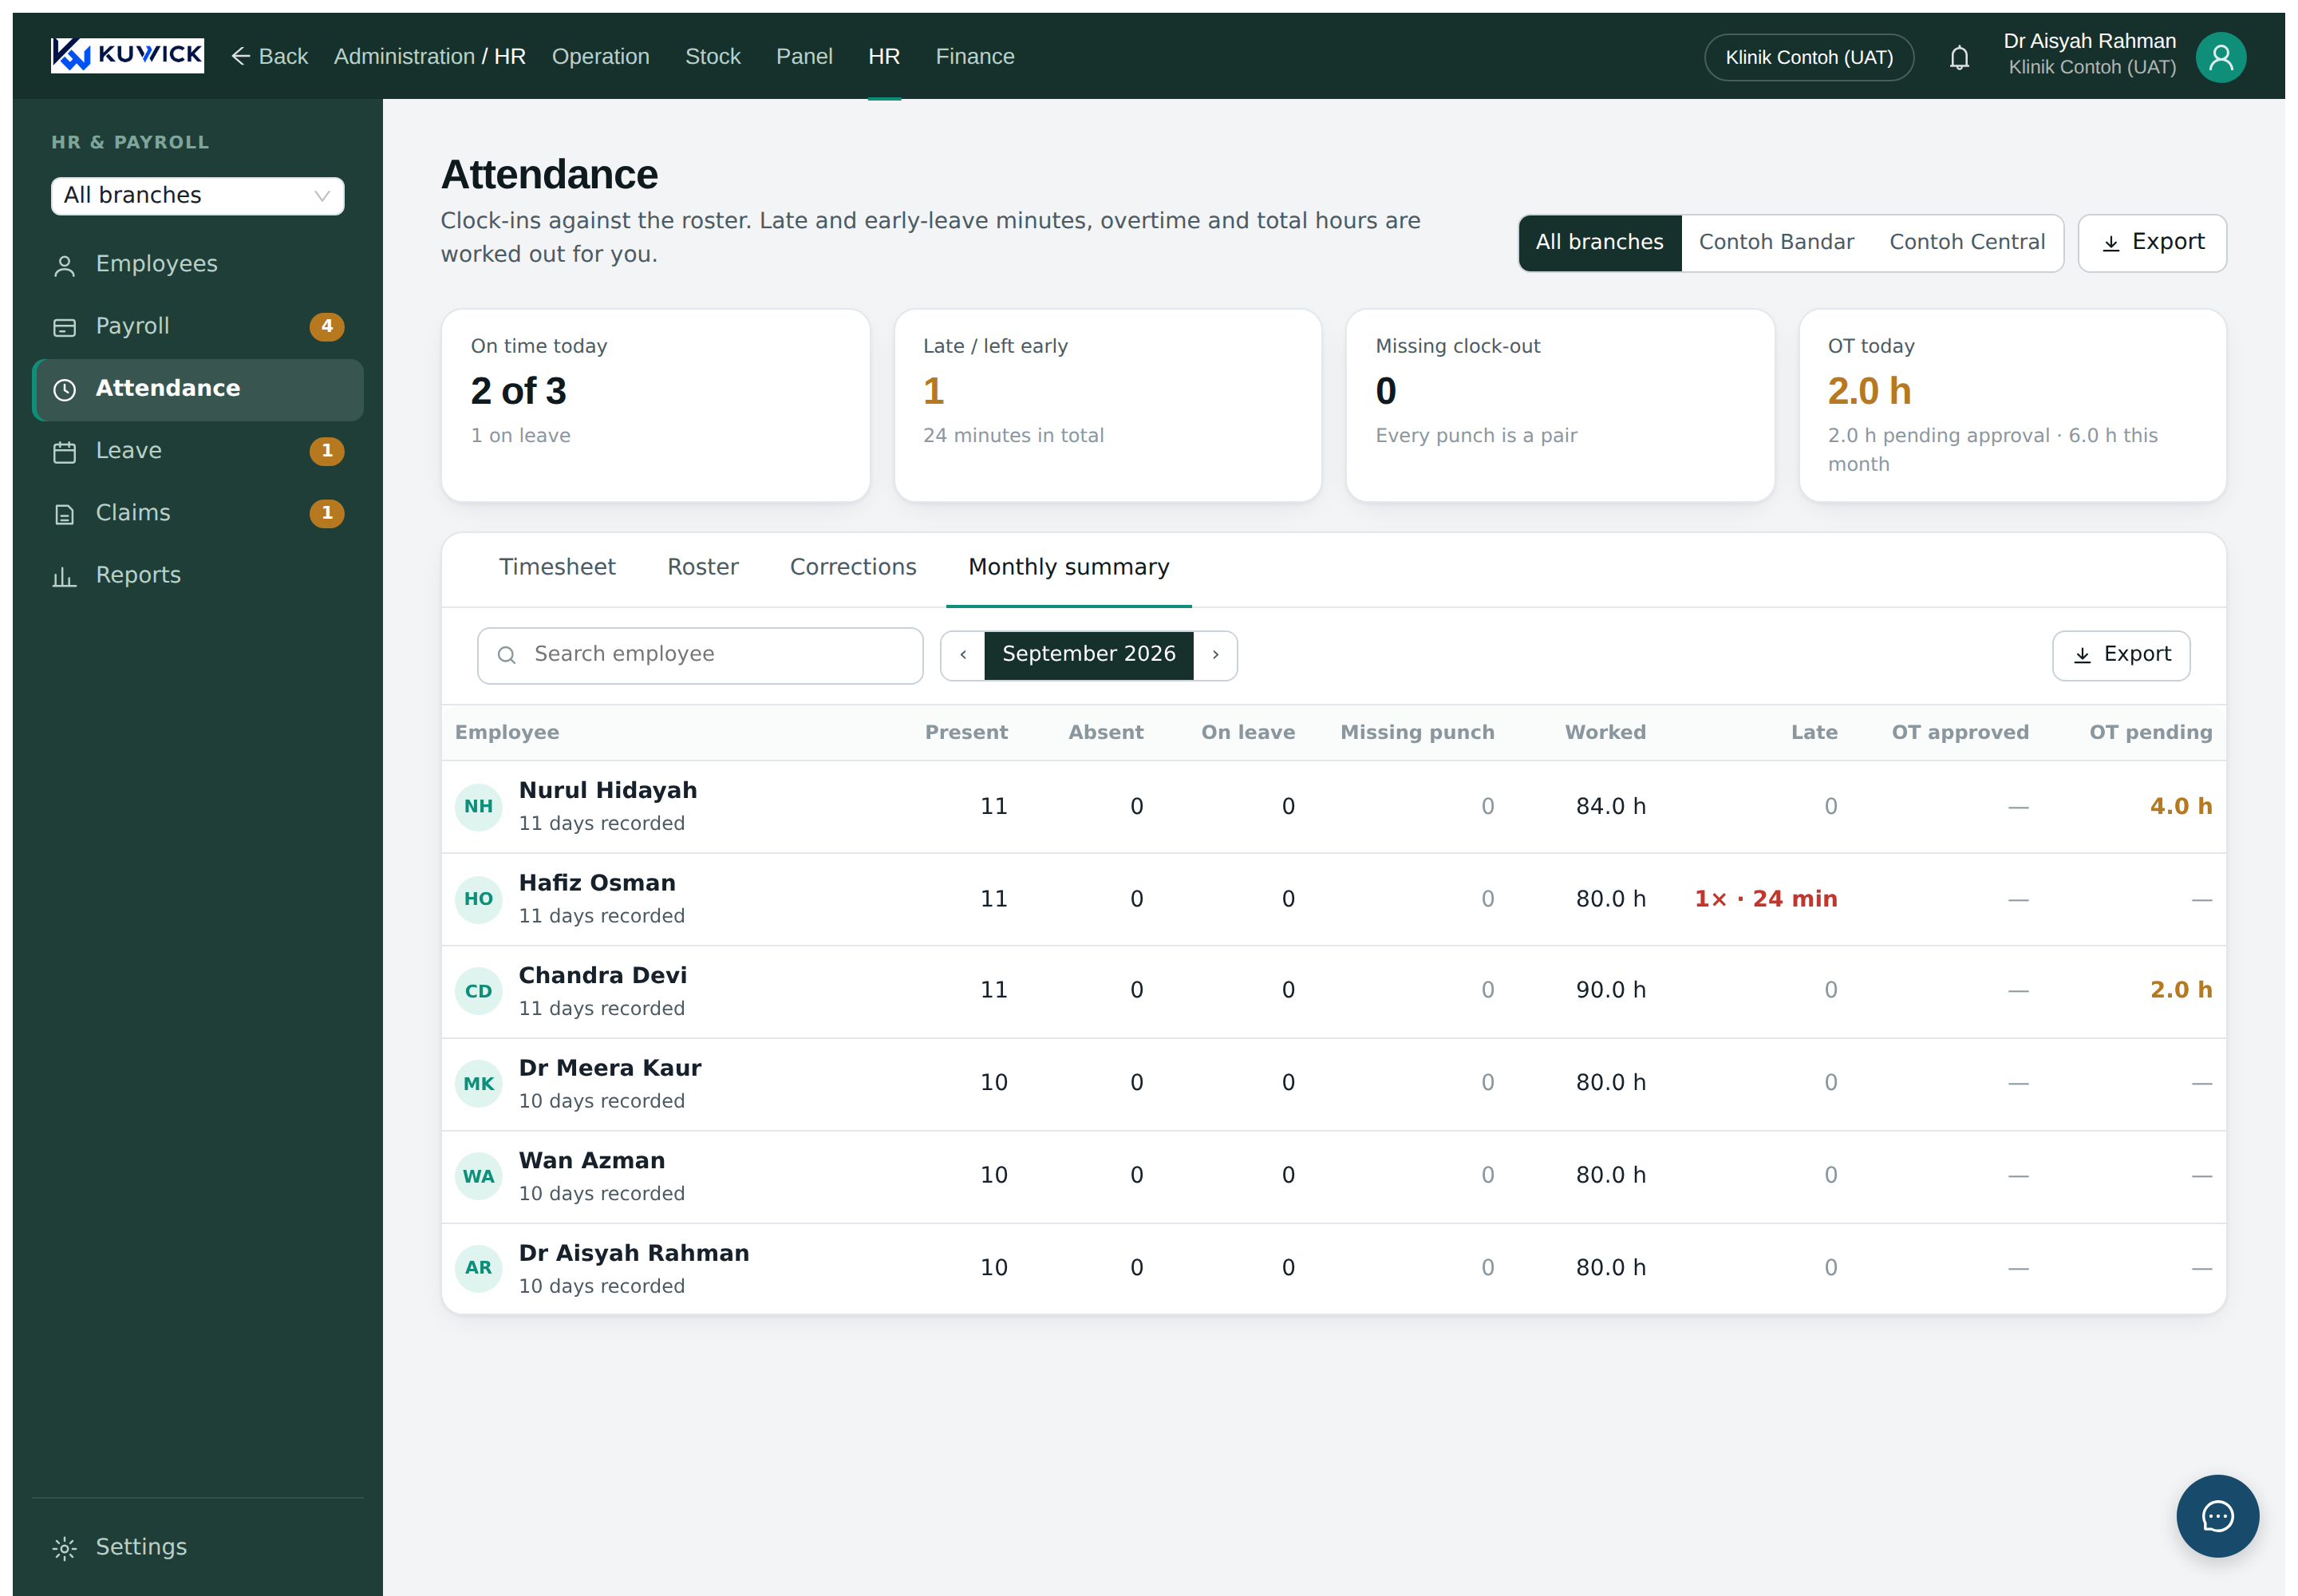 KUWICK
Back
Administration / HR
Operation
Stock
Panel
HR
Finance
Klinik Contoh (UAT)
Dr Aisyah Rahman
Klinik Contoh (UAT)
HR & PAYROLL
All branches
Employees
Payroll 4
Attendance
Leave 1
Claims 1
Reports
Settings
Attendance
Clock-ins against the roster. Late and early-leave minutes, overtime and total hours are
worked out for you.
All branches Contoh Bandar Contoh Central
Export
On time today
2 of 3
1 on leave
Late / left early
1
24 minutes in total
Missing clock-out
0
Every punch is a pair
OT today
2.0 h
2.0 h pending approval · 6.0 h this
month
Timesheet Roster Corrections Monthly summary
Search employee
‹ September 2026 ›
Export
Employee Present Absent On leave Missing punch Worked Late OT approved OT pending
NH Nurul Hidayah 11 0 0 0 84.0 h 0 — 4.0 h
11 days recorded
HO Hafiz Osman 11 0 0 0 80.0 h 1× · 24 min — —
11 days recorded
CD Chandra Devi 11 0 0 0 90.0 h 0 — 2.0 h
11 days recorded
MK Dr Meera Kaur 10 0 0 0 80.0 h 0 — —
10 days recorded
WA Wan Azman 10 0 0 0 80.0 h 0 — —
10 days recorded
AR Dr Aisyah Rahman 10 0 0 0 80.0 h 0 — —
10 days recorded